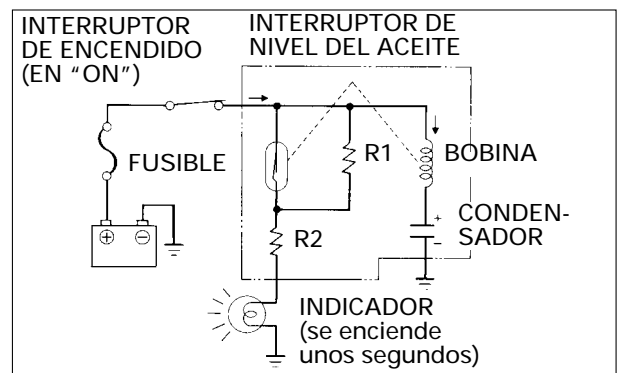 INTERRUPTOR
DE ENCENDIDO
(EN “ON”)
INTERRUPTOR DE
NIVEL DEL ACEITE
FUSIBLE
R1
BOBINA
R2
+
CONDEN-
SADOR
−
+ −
INDICADOR
(se enciende
unos segundos)